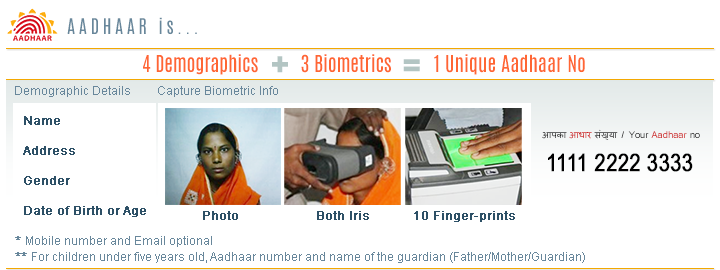 AADHAAR
AADHAAR is...
4 Demographics + 3 Biometrics = 1 Unique Aadhaar No
Demographic Details Capture Biometric Info
Name
Address
Gender
Date of Birth or Age
Photo
Both Iris
10 Finger-prints
आपका आधार संख्या / Your Aadhaar no
1111 2222 3333
* Mobile number and Email optional
** For children under five years old, Aadhaar number and name of the guardian (Father/Mother/Guardian)